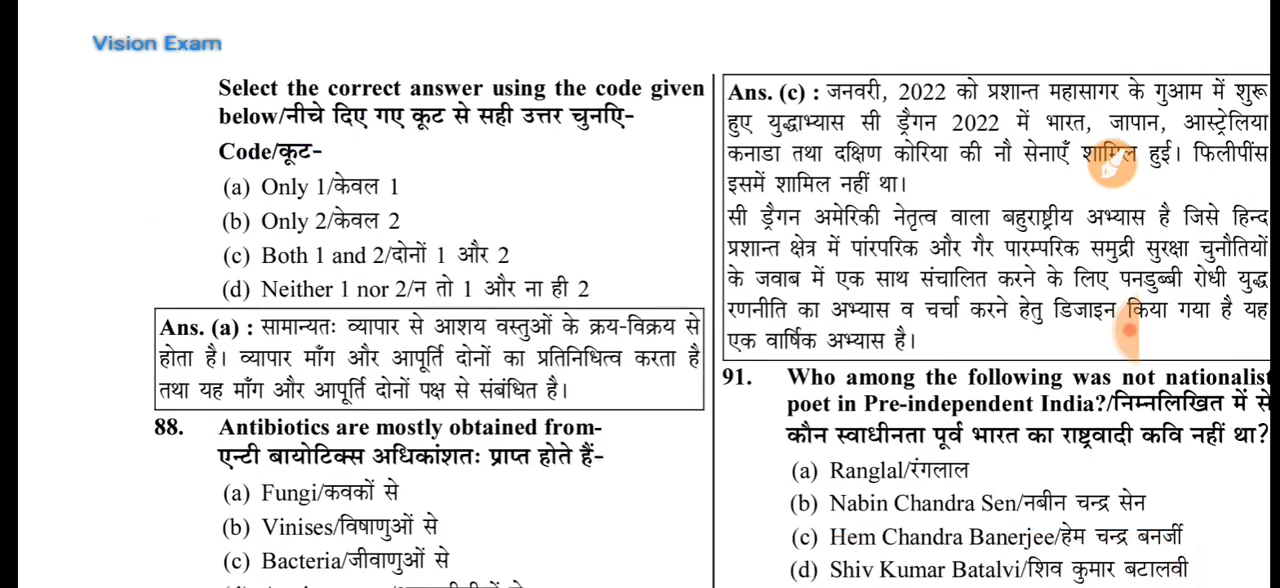 Vision Exam
Select the correct answer using the code given
below/नीचे दिए गए कूट से सही उत्तर चुनएि-
Code/कूट-
(a) Only 1/केवल 1
(b) Only 2/केवल 2
(c) Both 1 and 2/दोनों 1 और 2
(d) Neither 1 nor 2/न तो 1 और ना ही 2
Ans. (a) : सामान्यतः व्यापार से आशय वस्तुओं के क्रय-विक्रय से
होता है। व्यापार माँग और आपूर्ति दोनों का प्रतिनिधित्व करता है
तथा यह माँग और आपूर्ति दोनों पक्ष से संबंधित है।
88. Antibiotics are mostly obtained from-
एन्टी बायोटिक्स अधिकांशतः प्राप्त होते हैं-
(a) Fungi/कवकों से
(b) Vinises/विषाणुओं से
(c) Bacteria/जीवाणुओं से
Ans. (c) : जनवरी, 2022 को प्रशान्त महासागर के गुआम में शुरू
हुए युद्धाभ्यास सी ड्रैगन 2022 में भारत, जापान, आस्ट्रेलिया
कनाडा तथा दक्षिण कोरिया की नौ सेनाएँ शामिल हुई। फिलीपींस
इसमें शामिल नहीं था।
सी ड्रैगन अमेरिकी नेतृत्व वाला बहुराष्ट्रीय अभ्यास है जिसे हिन्द
प्रशान्त क्षेत्र में पांरपरिक और गैर पारम्परिक समुद्री सुरक्षा चुनौतियों
के जवाब में एक साथ संचालित करने के लिए पनडुब्बी रोधी युद्ध
रणनीति का अभ्यास व चर्चा करने हेतु डिजाइन किया गया है यह
एक वार्षिक अभ्यास है।
91. Who among the following was not nationalist
poet in Pre-independent India?/निम्नलिखित में से
कौन स्वाधीनता पूर्व भारत का राष्ट्रवादी कवि नहीं था?
(a) Ranglal/रंगलाल
(b) Nabin Chandra Sen/नबीन चन्द्र सेन
(c) Hem Chandra Banerjee/हेम चन्द्र बनर्जी
(d) Shiv Kumar Batalvi/शिव कुमार बटालवी